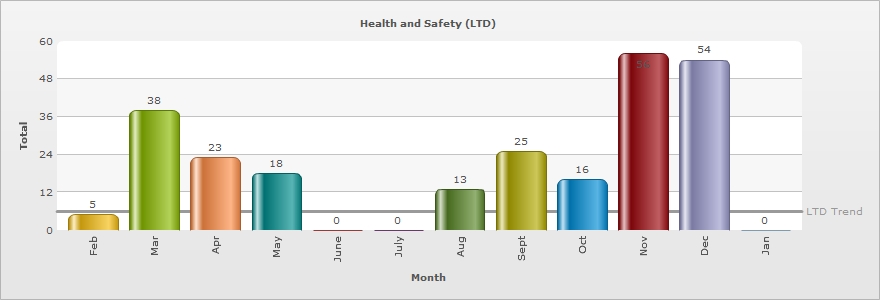 Health and Safety (LTD)
60
48
36
24
12
0
Total
5
38
23
18
0
0
13
25
16
56
54
0
LTD Trend
Feb
Mar
Apr
May
June
July
Aug
Sept
Oct
Nov
Dec
Jan
Month